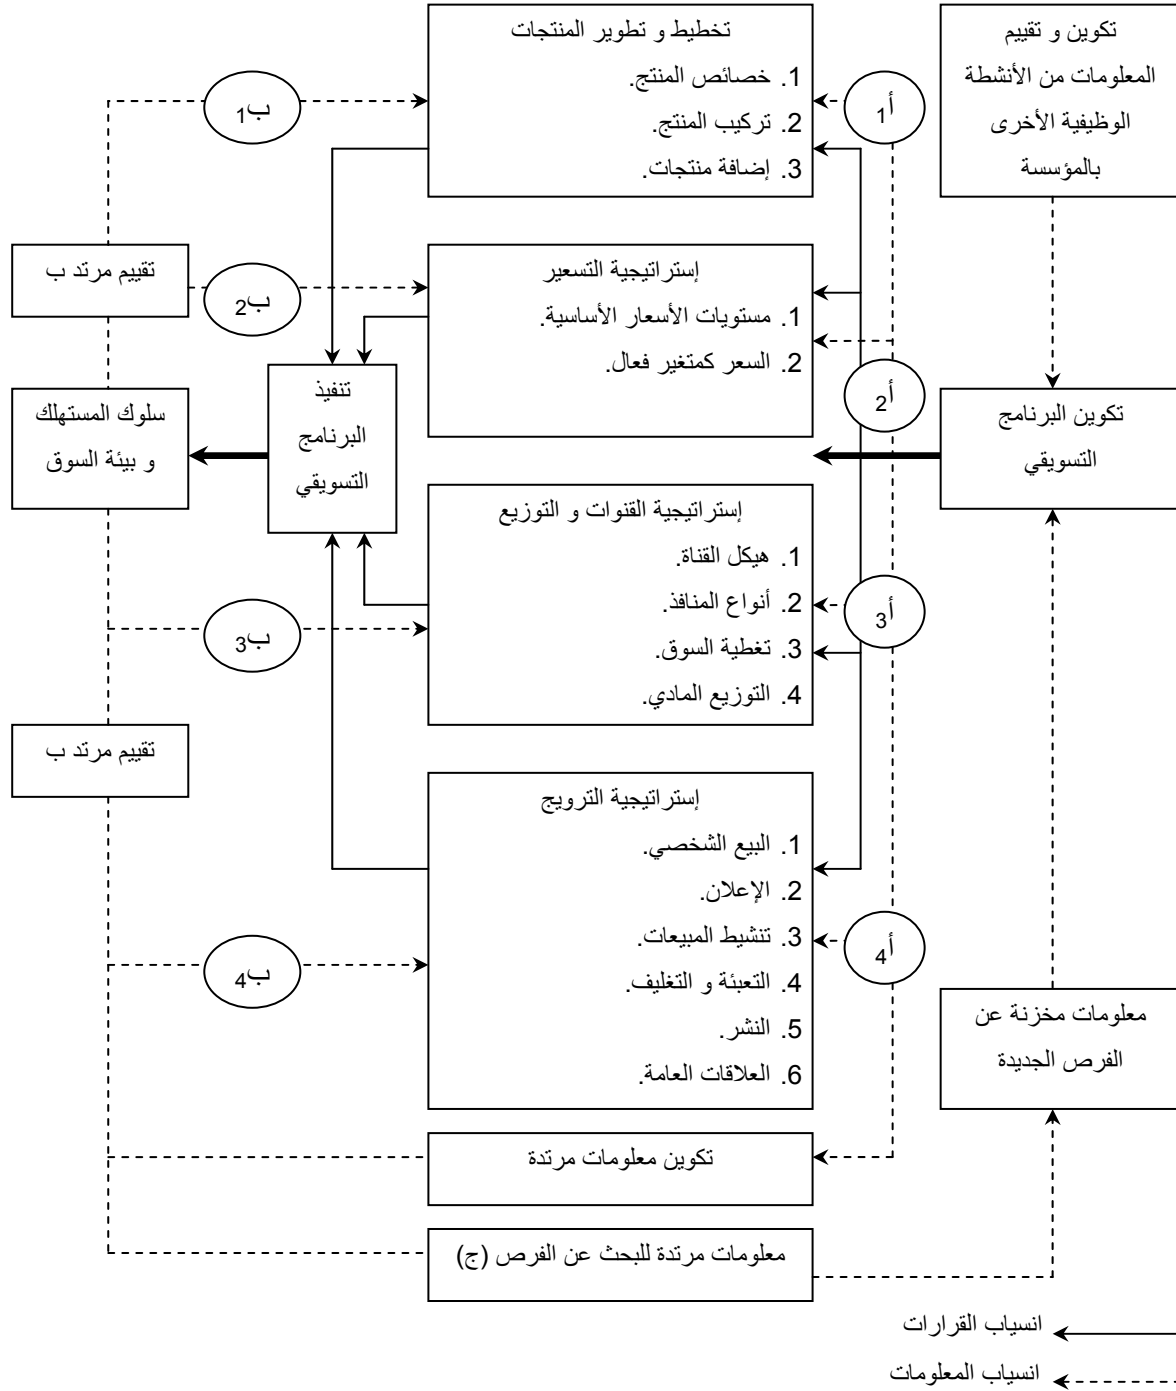 تكوين و تقييم
المعلومات من الأنشطة
الوظيفية الأخرى
بالمؤسسة
تكوين البرنامج
التسويقي
معلومات مخزنة عن
الفرص الجديدة
أ1
أ2
أ3
أ4
تخطيط و تطوير المنتجات
1. خصائص المنتج.
2. تركيب المنتج.
3. إضافة منتجات.
إستراتيجية التسعير
1. مستويات الأسعار الأساسية.
2. السعر كمتغير فعال.
إستراتيجية القنوات و التوزيع
1. هيكل القناة.
2. أنواع المنافذ.
3. تغطية السوق.
4. التوزيع المادي.
إستراتيجية الترويج
1. البيع الشخصي.
2. الإعلان.
3. تنشيط المبيعات.
4. التعبئة و التغليف.
5. النشر.
6. العلاقات العامة.
تكوين معلومات مرتدة
معلومات مرتدة للبحث عن الفرص (ج)
تنفيذ
البرنامج
التسويقي
ب1
ب2
ب3
ب4
تقييم مرتد ب
سلوك المستهلك
و بيئة السوق
تقييم مرتد ب
انسياب القرارات
انسياب المعلومات